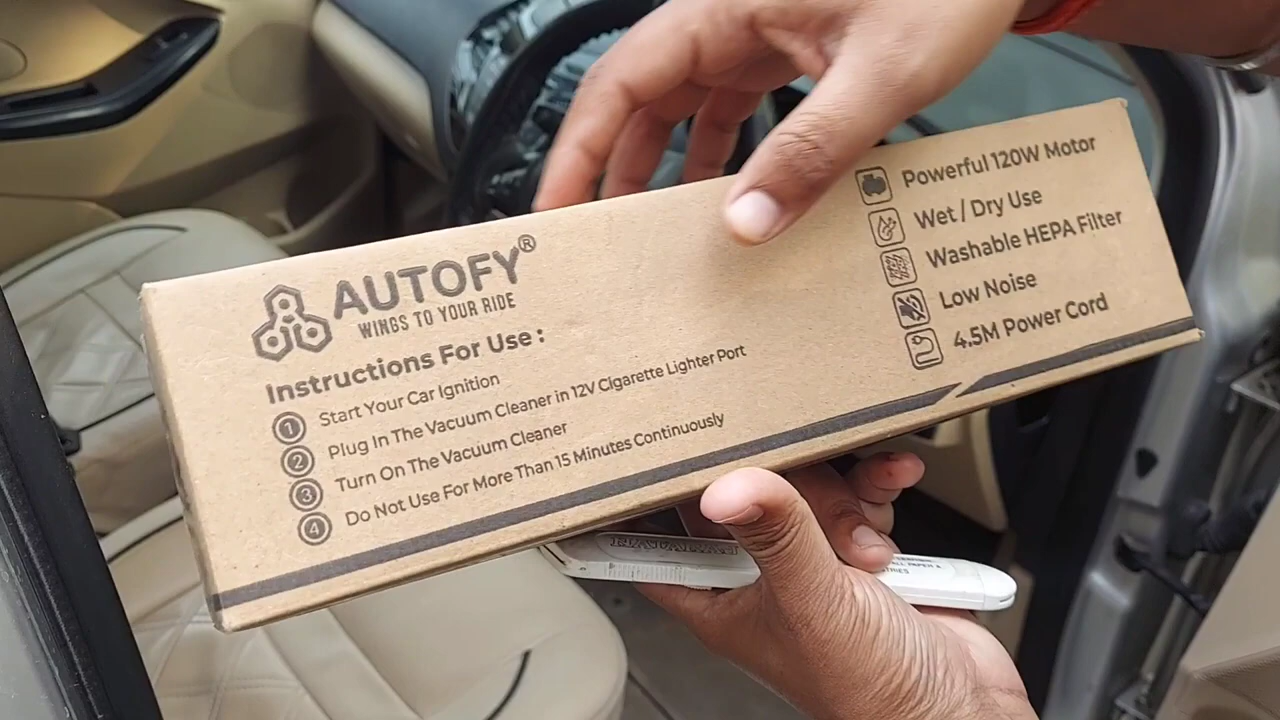 AUTOFY®
WINGS TO YOUR RIDE
Instructions For Use :
1 Start Your Car Ignition
2 Plug In The Vacuum Cleaner in 12V Cigarette Lighter Port
3 Turn On The Vacuum Cleaner
4 Do Not Use For More Than 15 Minutes Continuously
Powerful 120W Motor
Wet / Dry Use
Washable HEPA Filter
Low Noise
4.5M Power Cord